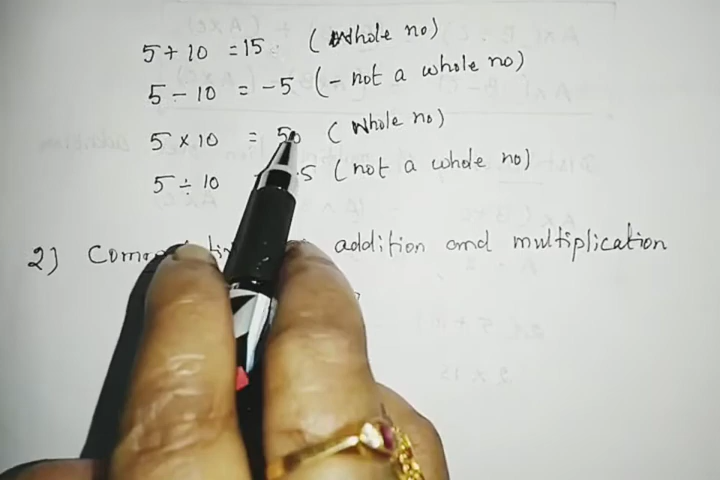 5 + 10 = 15 (Whole no)
5 - 10 = -5 (- not a whole no)
5 × 10 = 50 (Whole no)
5 ÷ 10 .5 (not a whole no)
2) addition and multiplication